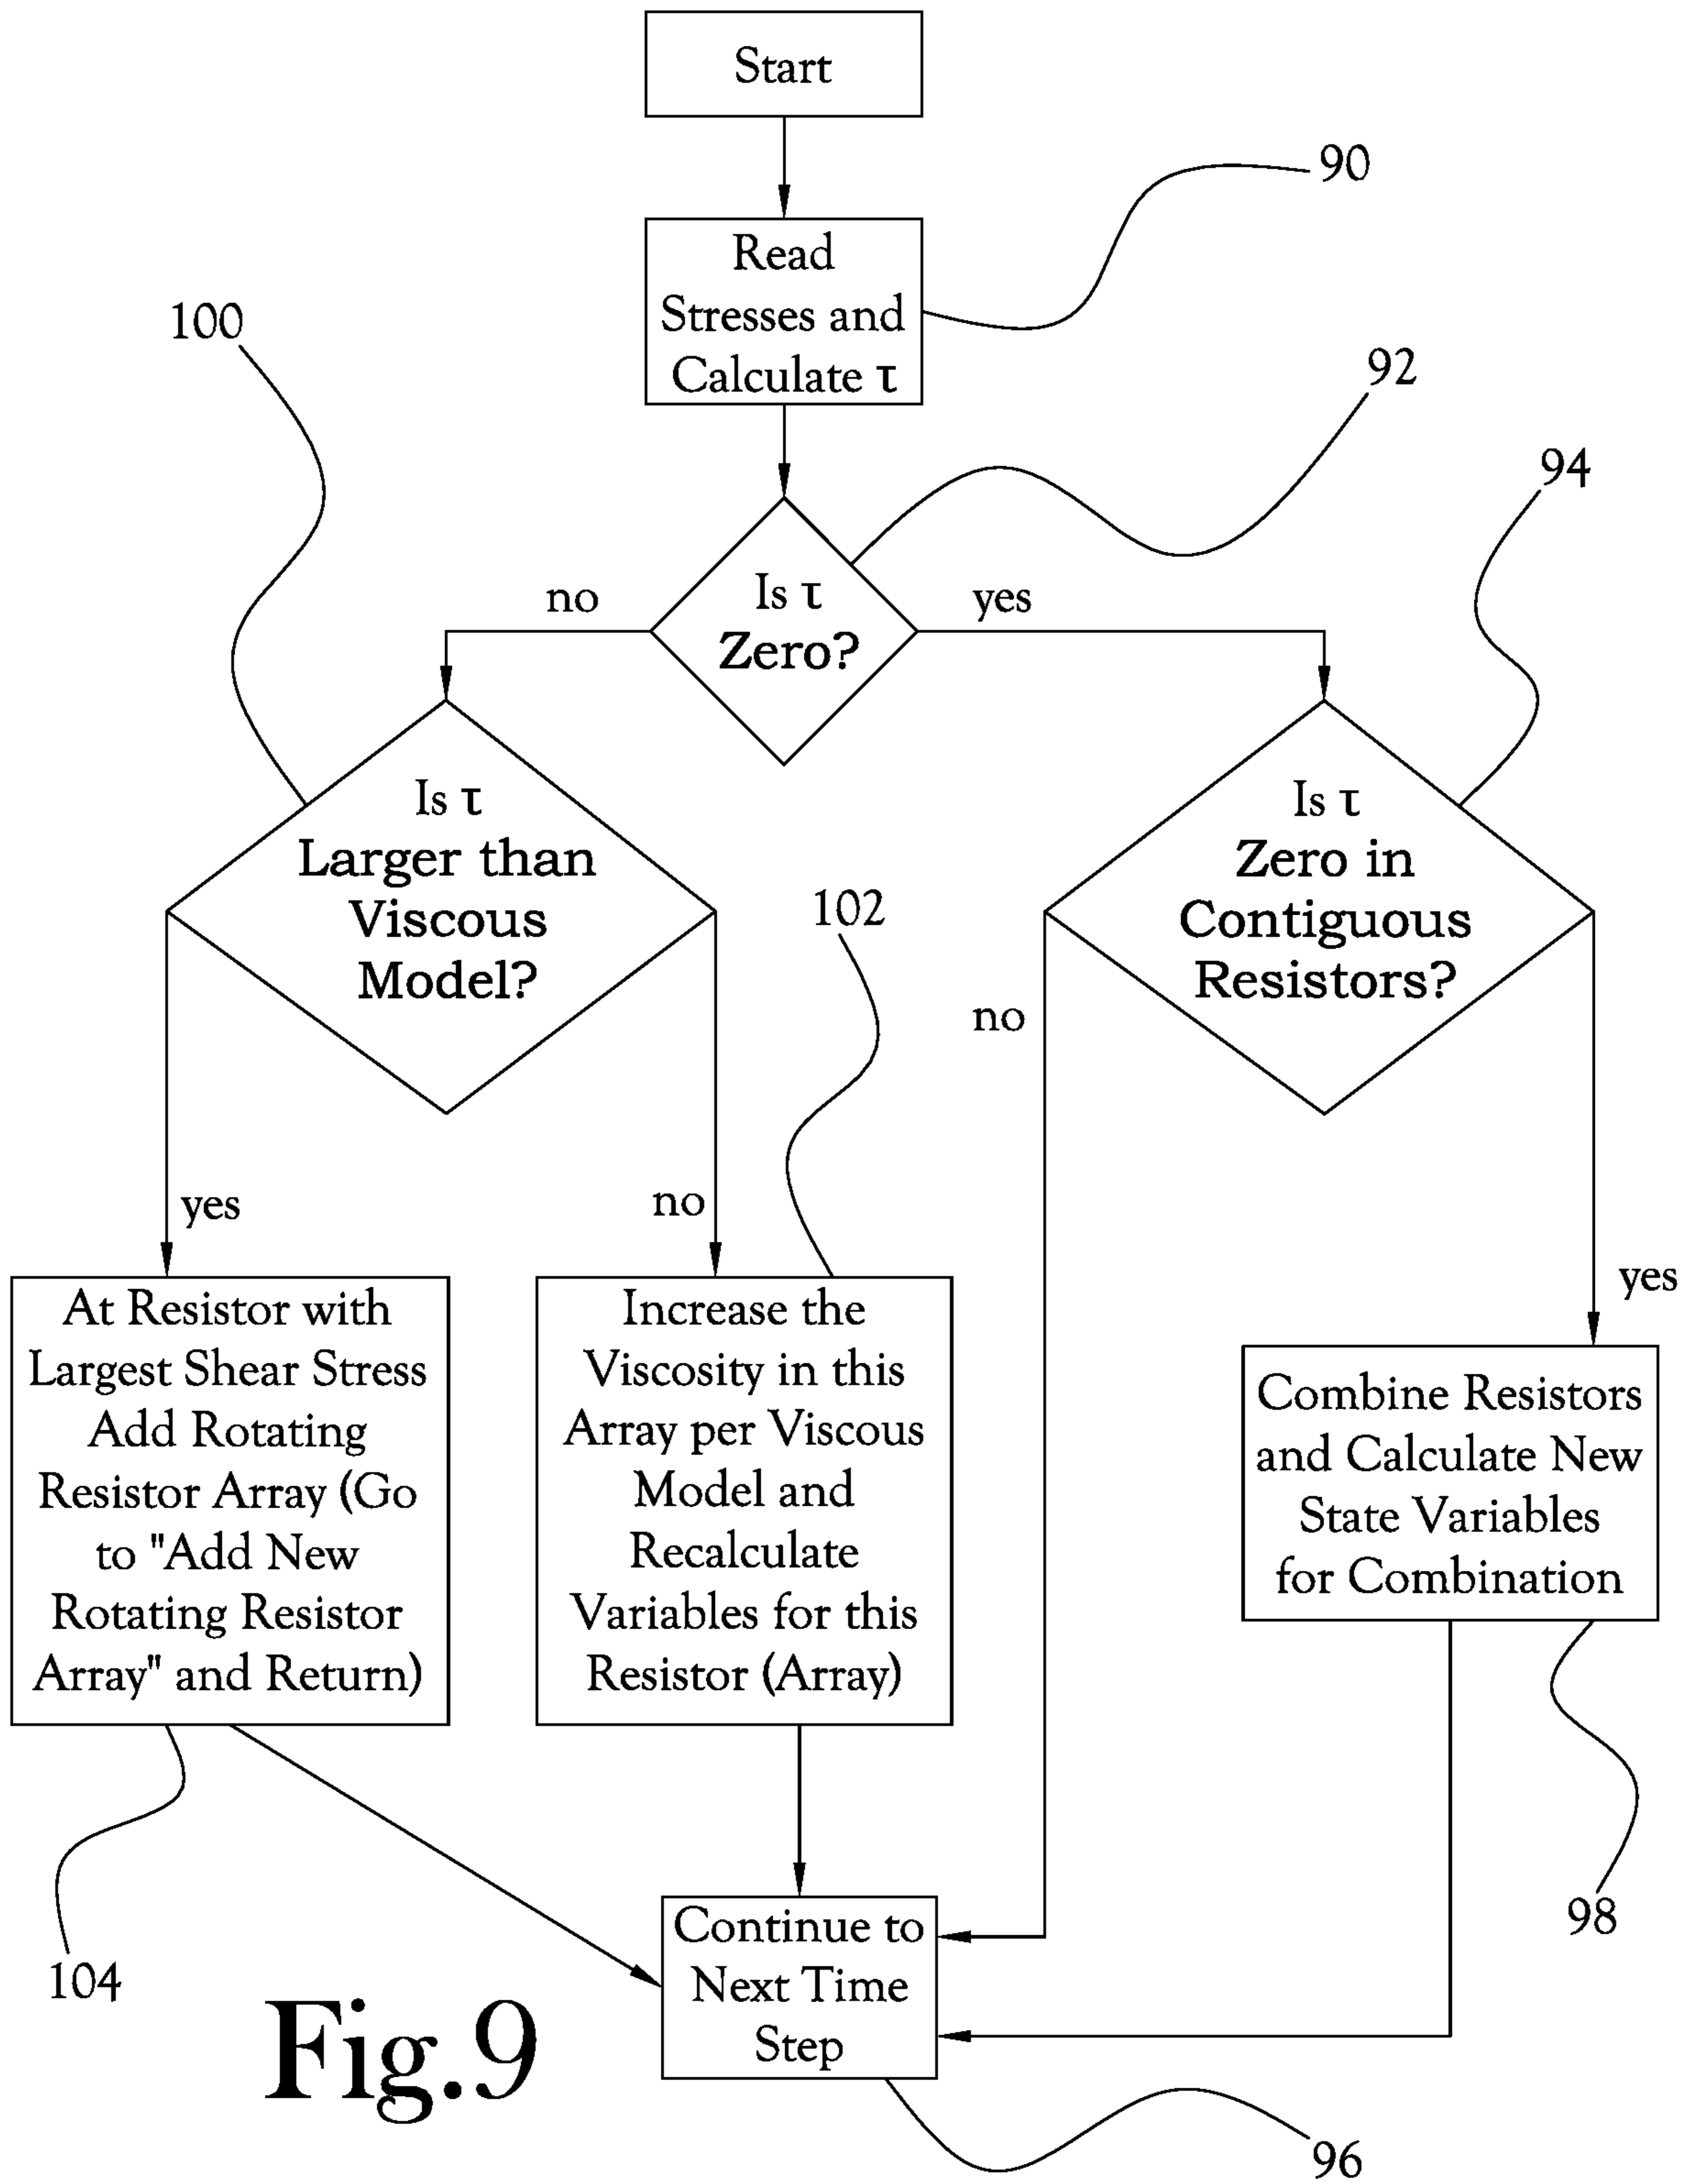 Start
90
Read
Stresses and
Calculate τ
100
92
94
Is τ
Zero?
no
yes
Is τ
Larger than
Viscous
Model?
Is τ
Zero in
Contiguous
Resistors?
102
no
yes
no
yes
At Resistor with
Largest Shear Stress
Add Rotating
Resistor Array (Go
to "Add New
Rotating Resistor
Array" and Return)
Increase the
Viscosity in this
Array per Viscous
Model and
Recalculate
Variables for this
Resistor (Array)
Combine Resistors
and Calculate New
State Variables
for Combination
104
98
Continue to
Next Time
Step
96
Fig.9